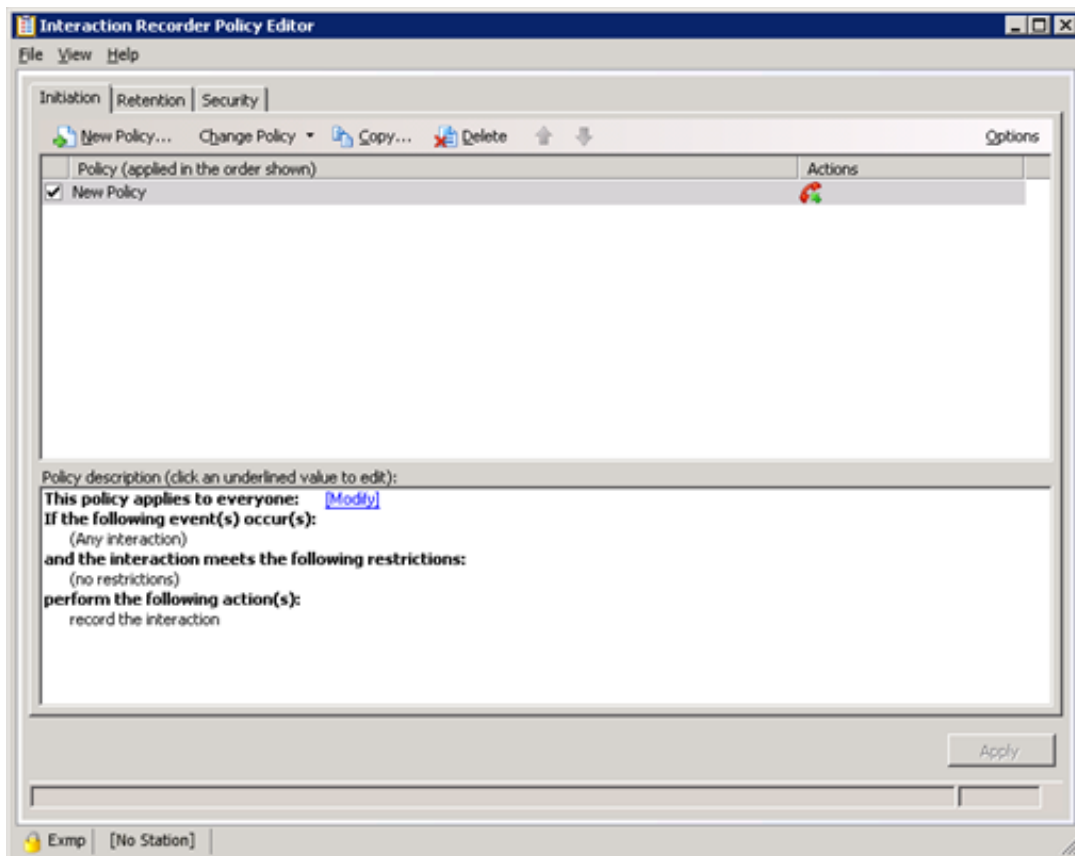 Interaction Recorder Policy Editor
File View Help
Initiation Retention Security
New Policy... Change Policy Copy... Delete Options
Policy (applied in the order shown) Actions
New Policy
Policy description (click an underlined value to edit):
This policy applies to everyone: [Modify]
If the following event(s) occur(s):
(Any interaction)
and the interaction meets the following restrictions:
(no restrictions)
perform the following action(s):
record the interaction
Apply
Exmp [No Station]